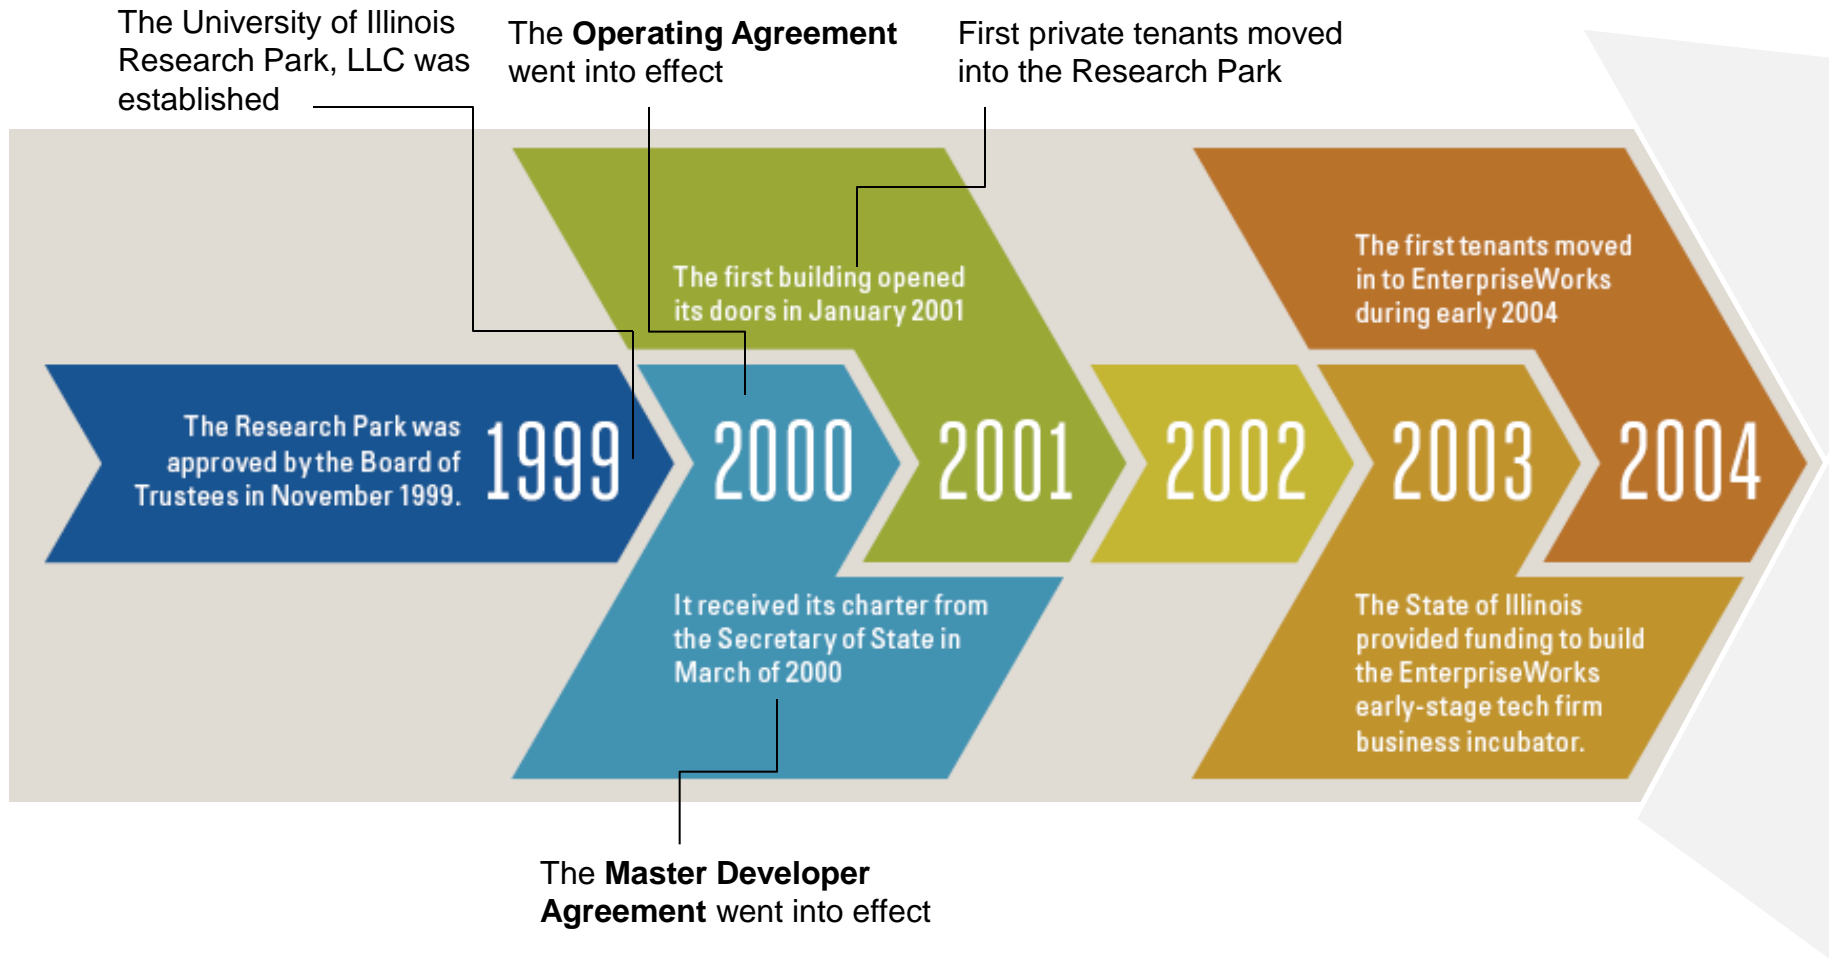 The University of Illinois
Research Park, LLC was
established
The Operating Agreement
went into effect
First private tenants moved
into the Research Park
The first building opened
its doors in January 2001
The first tenants moved
in to EnterpriseWorks
during early 2004
The Research Park was
approved by the Board of
Trustees in November 1999.
1999
2000
2001
2002
2003
2004
It received its charter from
the Secretary of State in
March of 2000
The State of Illinois
provided funding to build
the EnterpriseWorks
early-stage tech firm
business incubator.
The Master Developer
Agreement went into effect